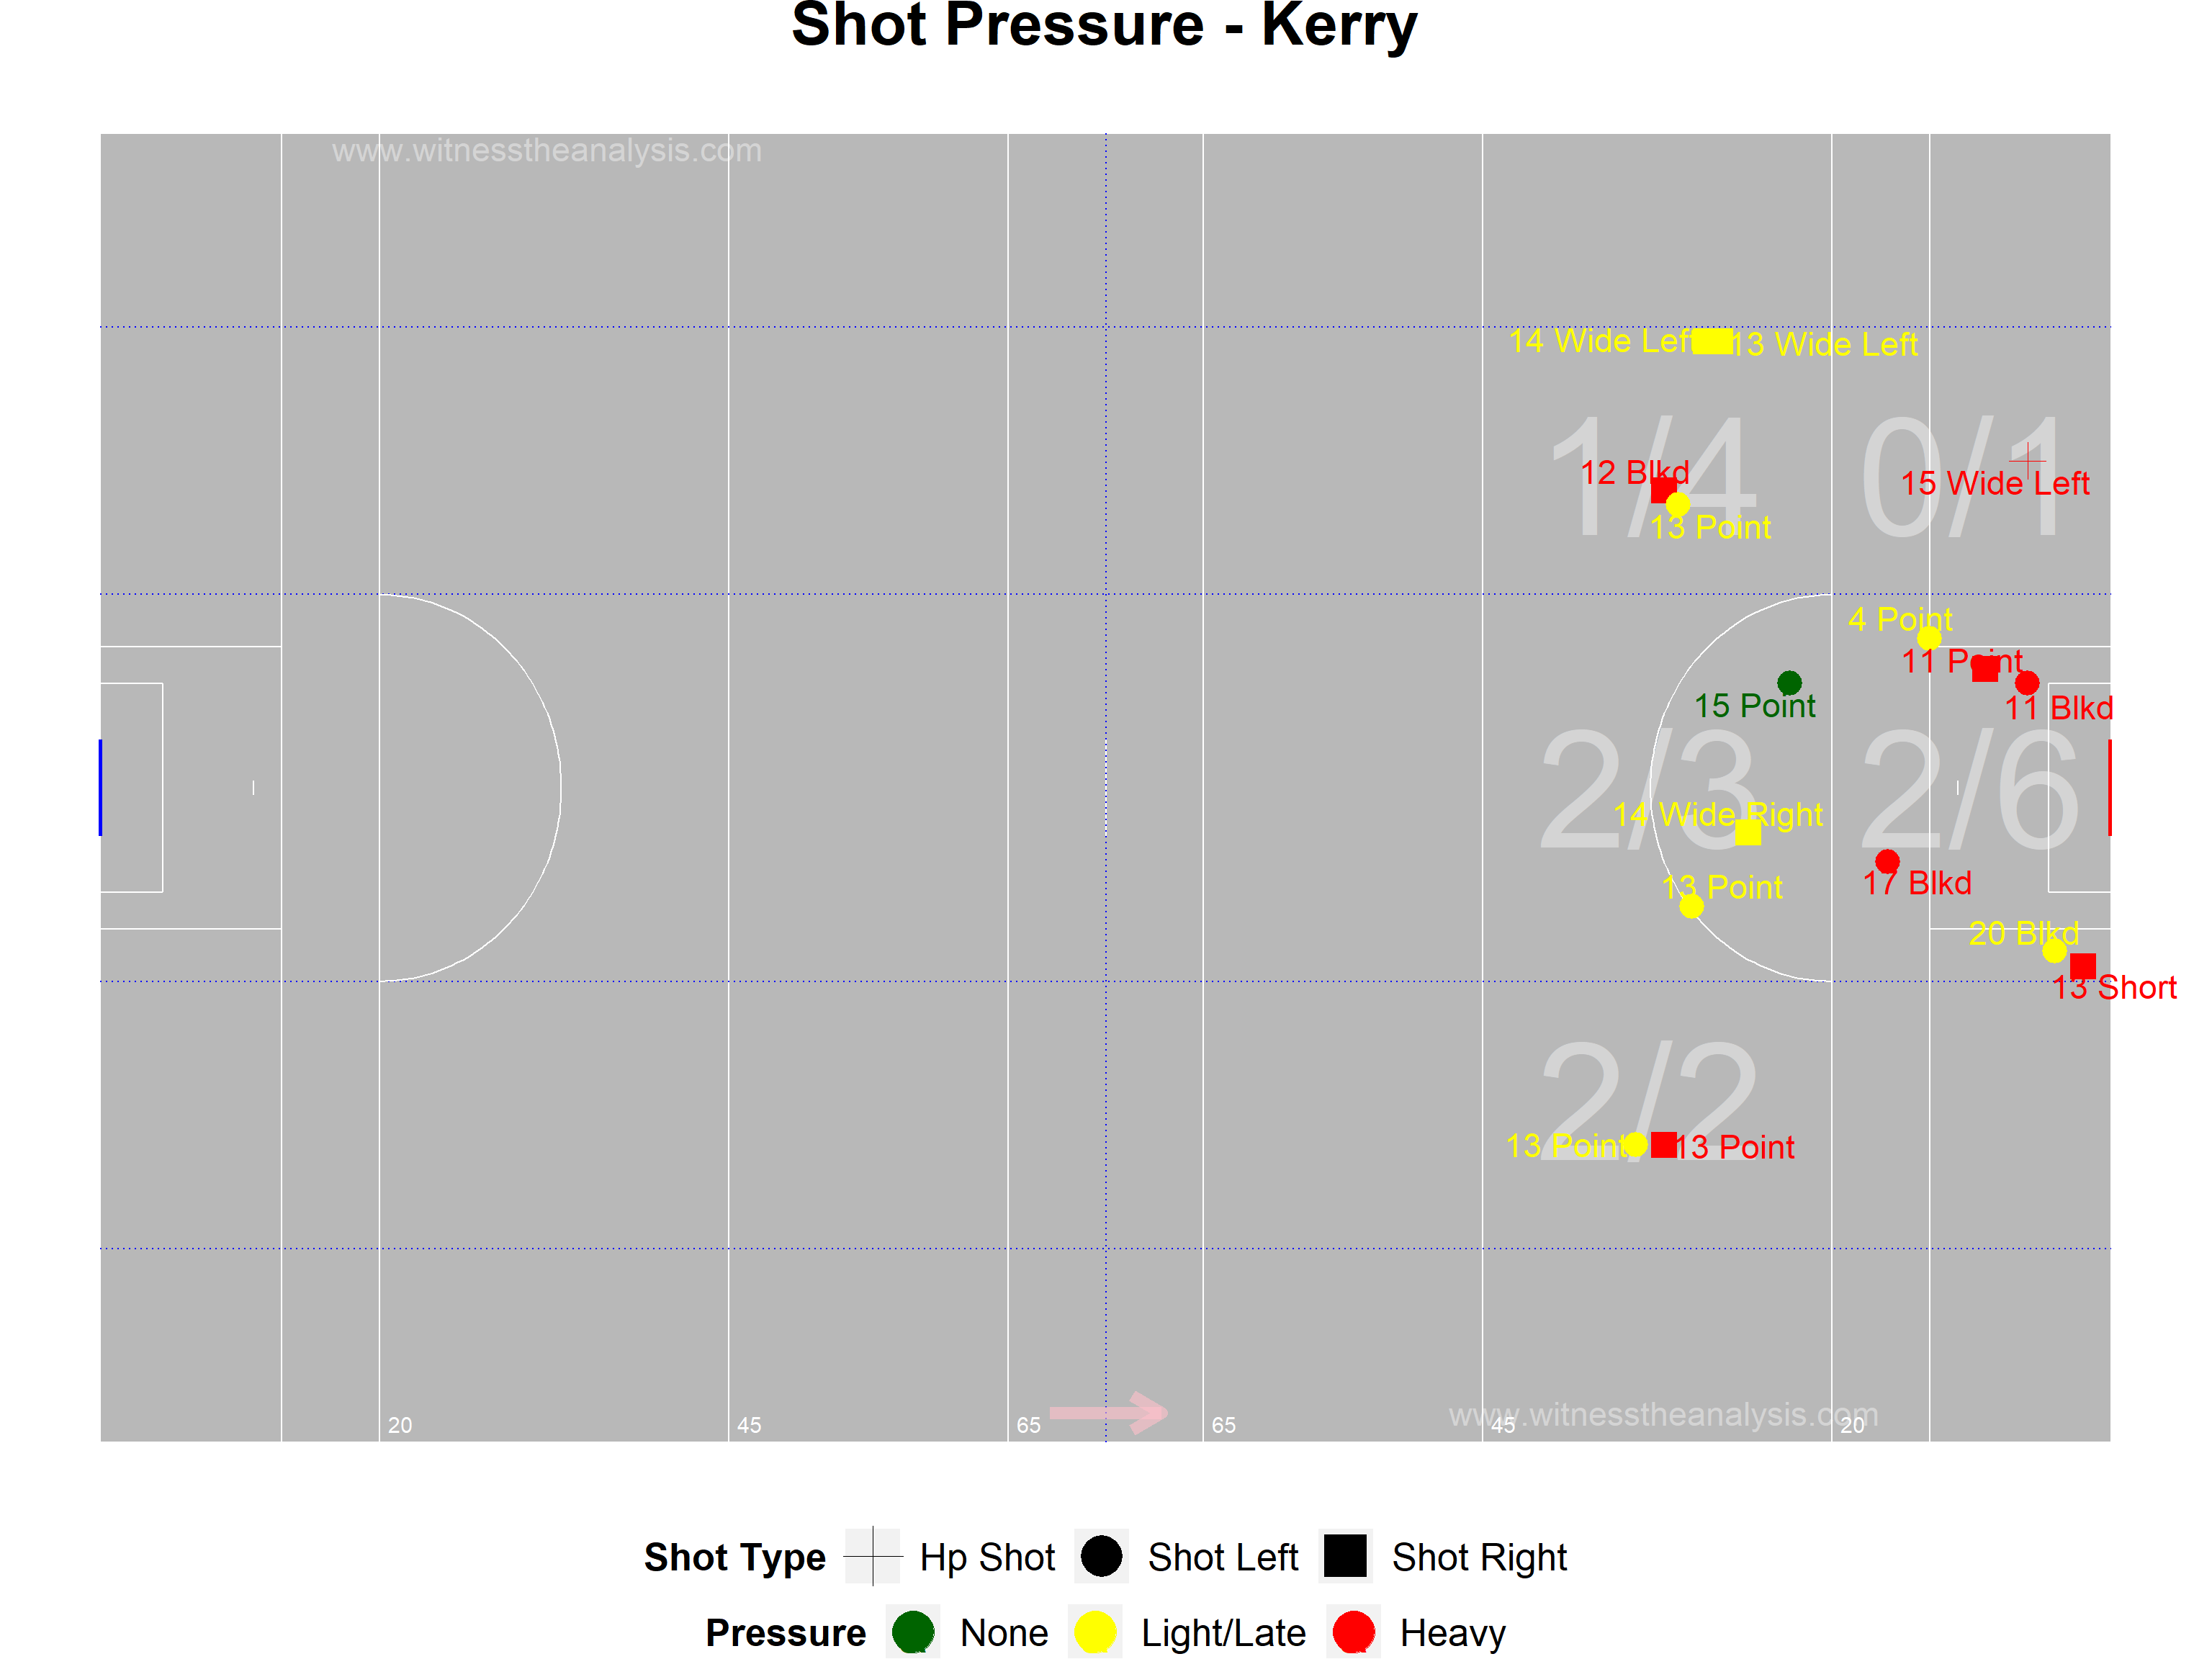 Shot Pressure - Kerry
www.witnesstheanalysis.com
14 Wide Left
13 Wide Left
1/4
0/1
12 Blkd
15 Wide Left
13 Point
4 Point
11 Point
15 Point
11 Blkd
2/3
2/6
14 Wide Right
13 Point
17 Blkd
20 Blkd
13 Short
2/2
13 Point
13 Point
www.witnesstheanalysis.com
20
45
65
65
45
20
Shot Type Hp Shot Shot Left Shot Right
Pressure None Light/Late Heavy